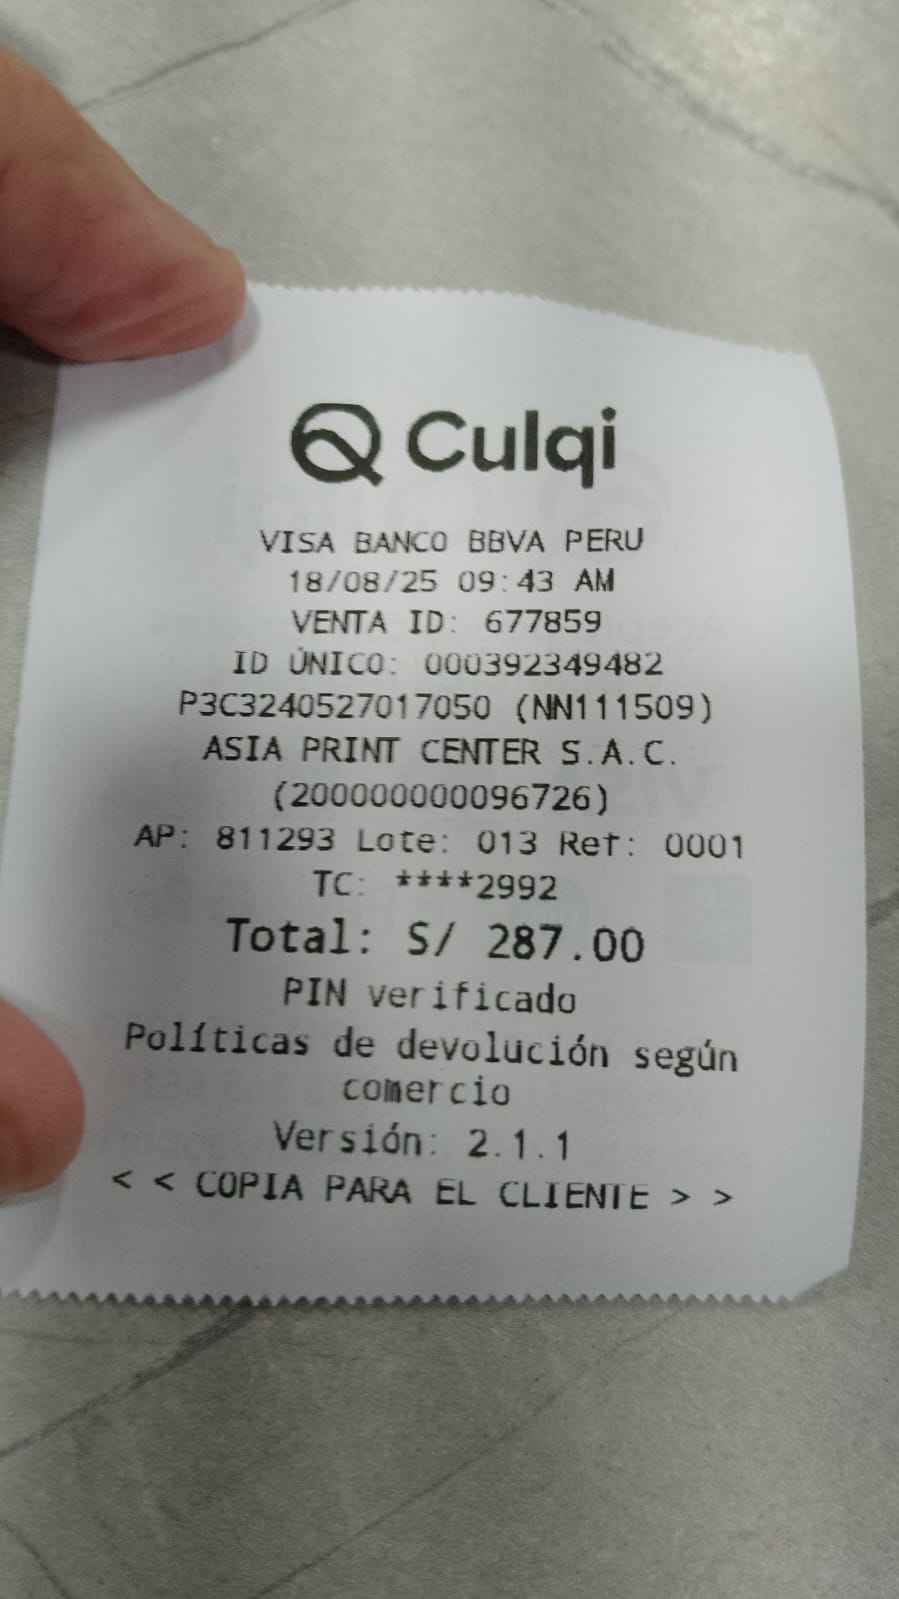 Culqi
VISA BANCO BBVA PERU
18/08/25 09:43 AM
VENTA ID: 677859
ID ÚNICO: 000392349482
P3C3240527017050 (NN111509)
ASIA PRINT CENTER S.A.C.
(200000000096726)
AP: 811293 Lote: 013 Ref: 0001
TC: ****2992
Total: S/ 287.00
PIN verificado
Políticas de devolución según
comercio
Versión: 2.1.1
< < COPIA PARA EL CLIENTE > >